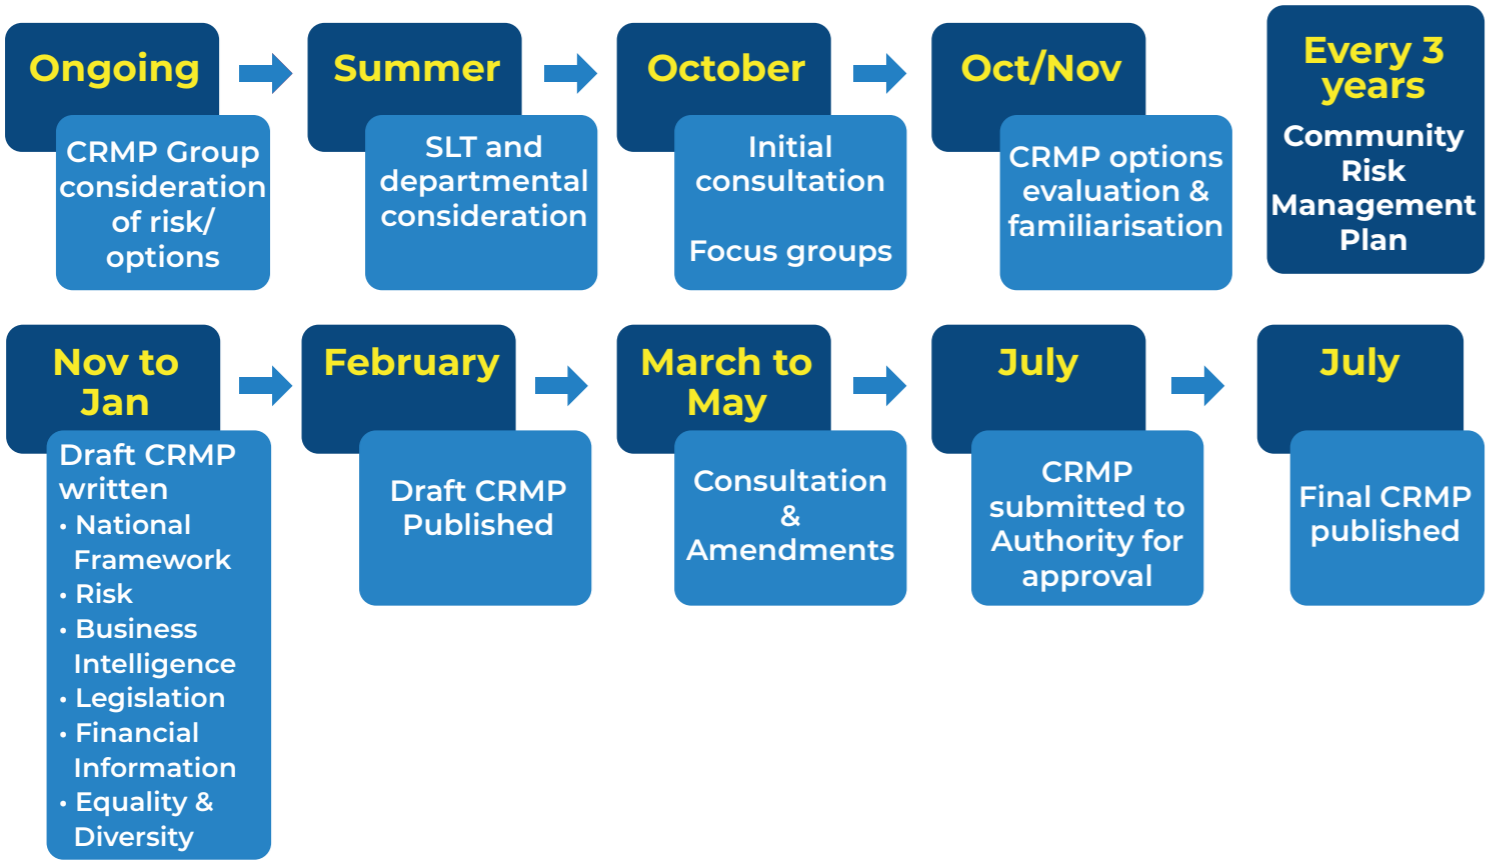 Ongoing
CRMP Group
consideration
of risk/
options
Summer
SLT and
departmental
consideration
October
Initial
consultation
Focus groups
Oct/Nov
CRMP options
evaluation &
familiarisation
Every 3
years
Community
Risk
Management
Plan
Nov to
Jan
Draft CRMP
written
• National
Framework
• Risk
• Business
Intelligence
• Legislation
• Financial
Information
• Equality &
Diversity
February
Draft CRMP
Published
March to
May
Consultation
&
Amendments
July
CRMP
submitted to
Authority for
approval
July
Final CRMP
published